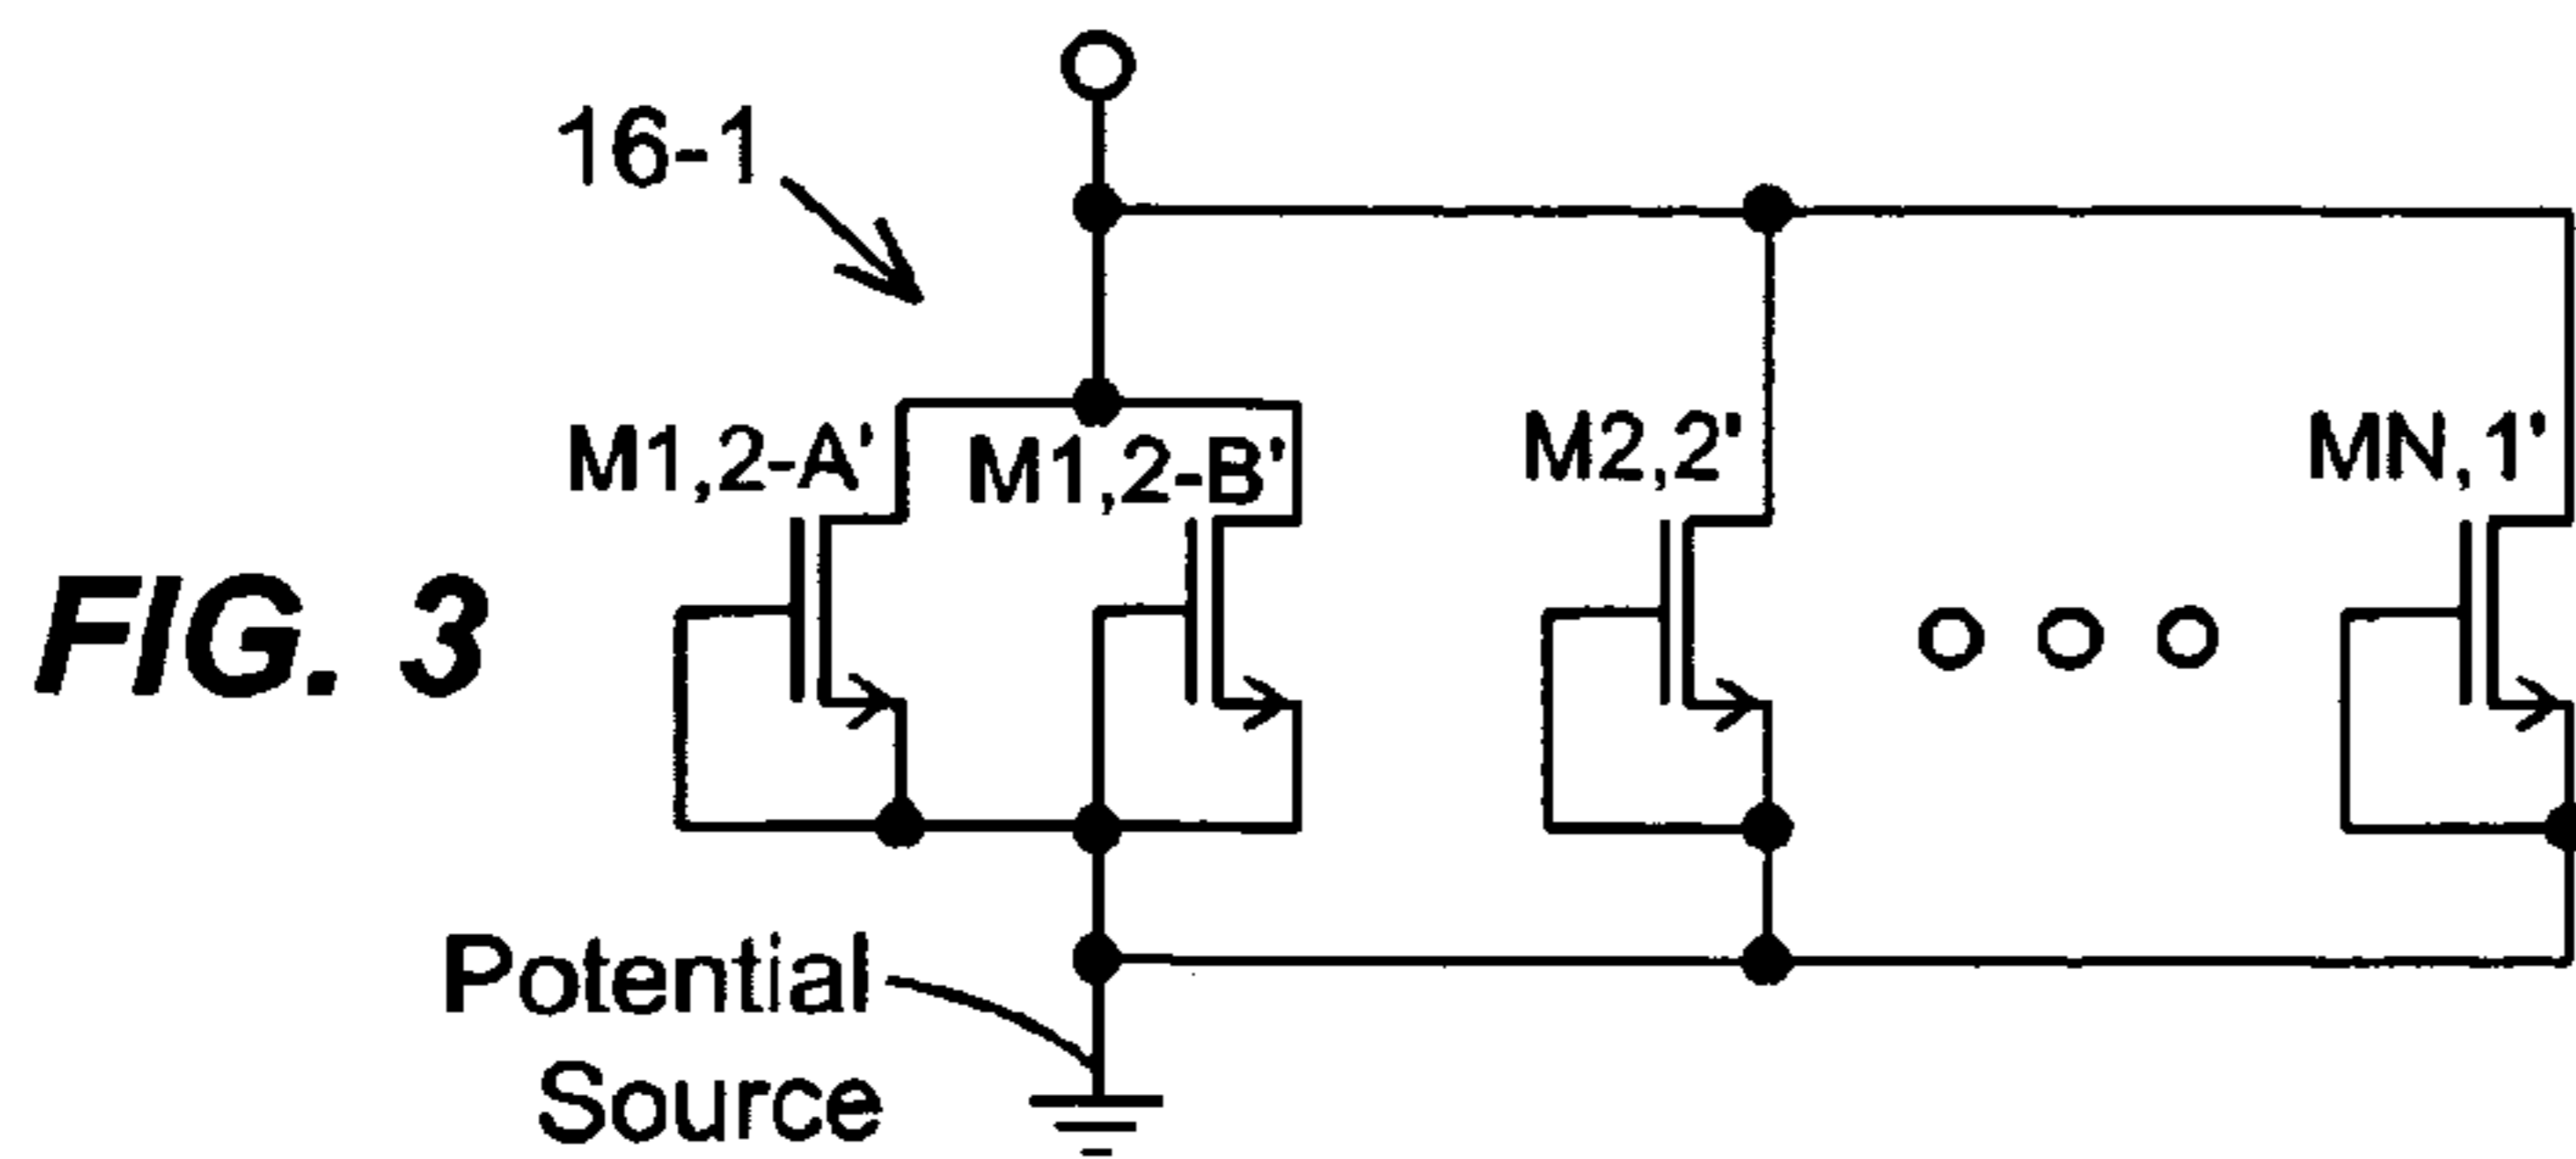 16-1
M1,2-A'
M1,2-B'
M2,2'
MN,1'
FIG. 3
Potential
Source